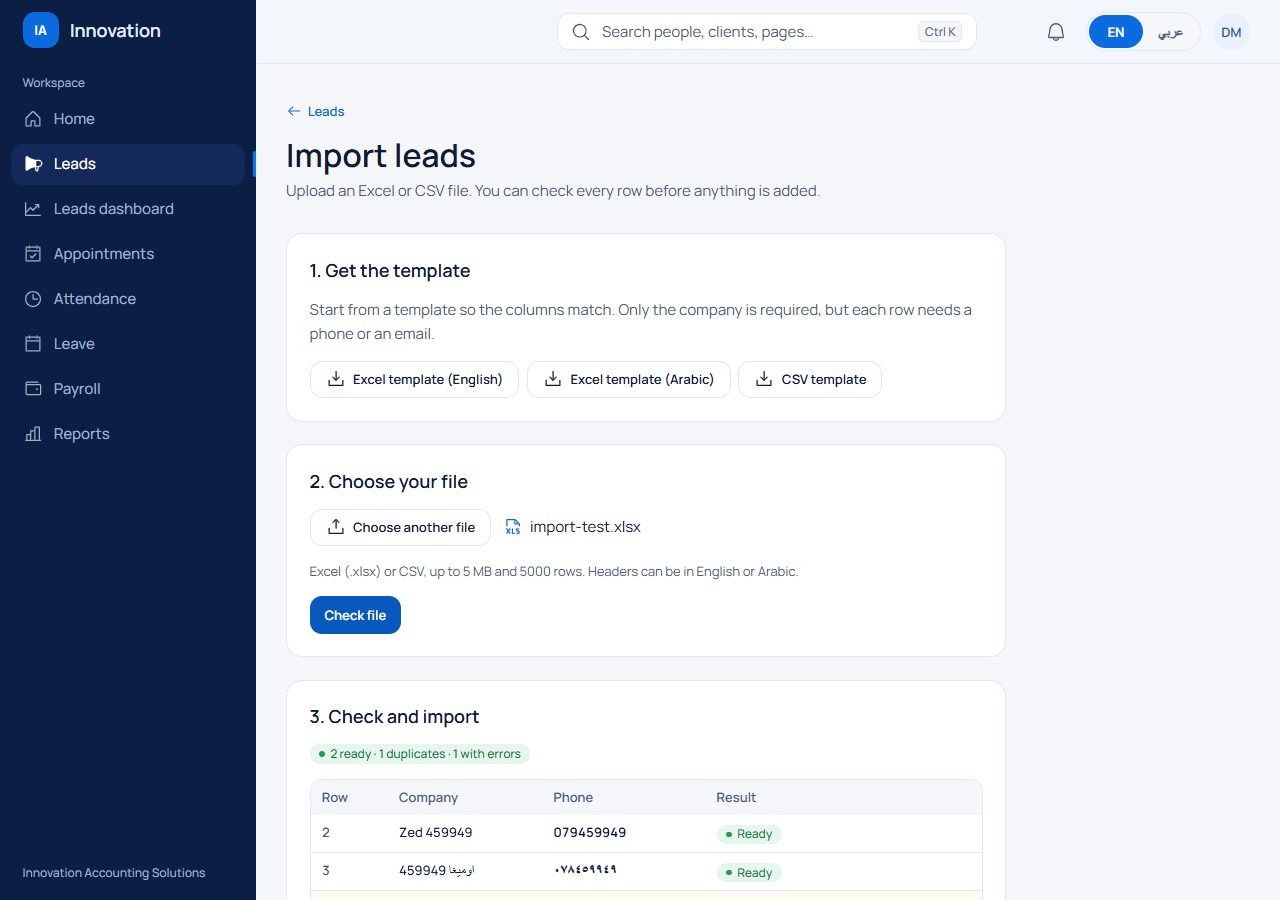 IA
Innovation
Search people, clients, pages...
Ctrl K
EN
عربي
DM
Workspace
Home
Leads
Leads dashboard
Appointments
Attendance
Leave
Payroll
Reports
Innovation Accounting Solutions
Leads
Import leads
Upload an Excel or CSV file. You can check every row before anything is added.
1. Get the template
Start from a template so the columns match. Only the company is required, but each row needs a
phone or an email.
Excel template (English)
Excel template (Arabic)
CSV template
2. Choose your file
Choose another file
XLS
import-test.xlsx
Excel (.xlsx) or CSV, up to 5 MB and 5000 rows. Headers can be in English or Arabic.
Check file
3. Check and import
2 ready · 1 duplicates · 1 with errors
Row Company Phone Result
2 Zed 459949 079459949 Ready
3 اوميغا 459949 ٠٧٨٤٥٩٩٤٩ Ready